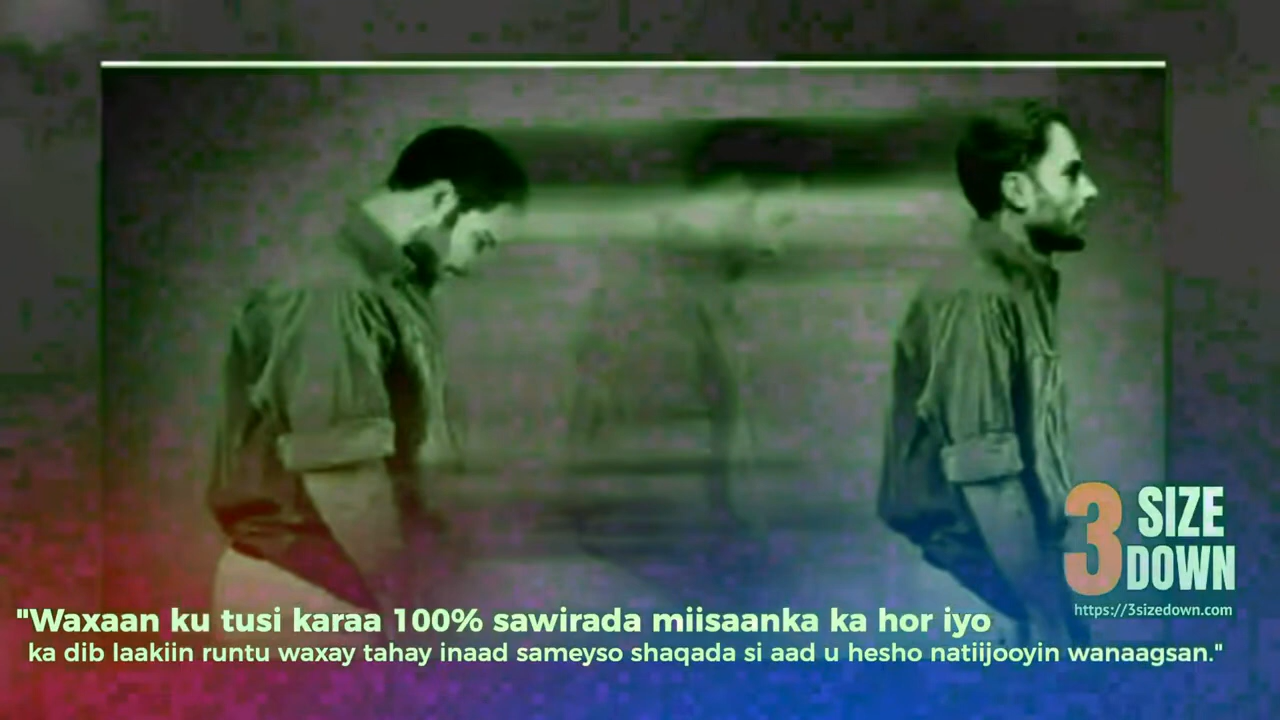 3 SIZE
DOWN
https://3sizedown.com
"Waxaan ku tusi karaa 100% sawirada miisaanka ka hor iyo
ka dib laakiin runtu waxay tahay inaad sameyso shaqada si aad u hesho natiijooyin wanaagsan."